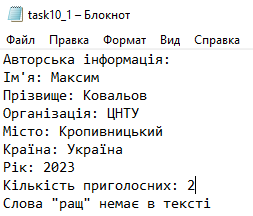 task10_1 – Блокнот
Файл Правка Формат Вид Справка
Авторська інформація:
Ім'я: Максим
Прізвище: Ковальов
Організація: ЦНТУ
Місто: Кропивницький
Країна: Україна
Рік: 2023
Кількість приголосних: 2
Слова "ращ" немає в тексті